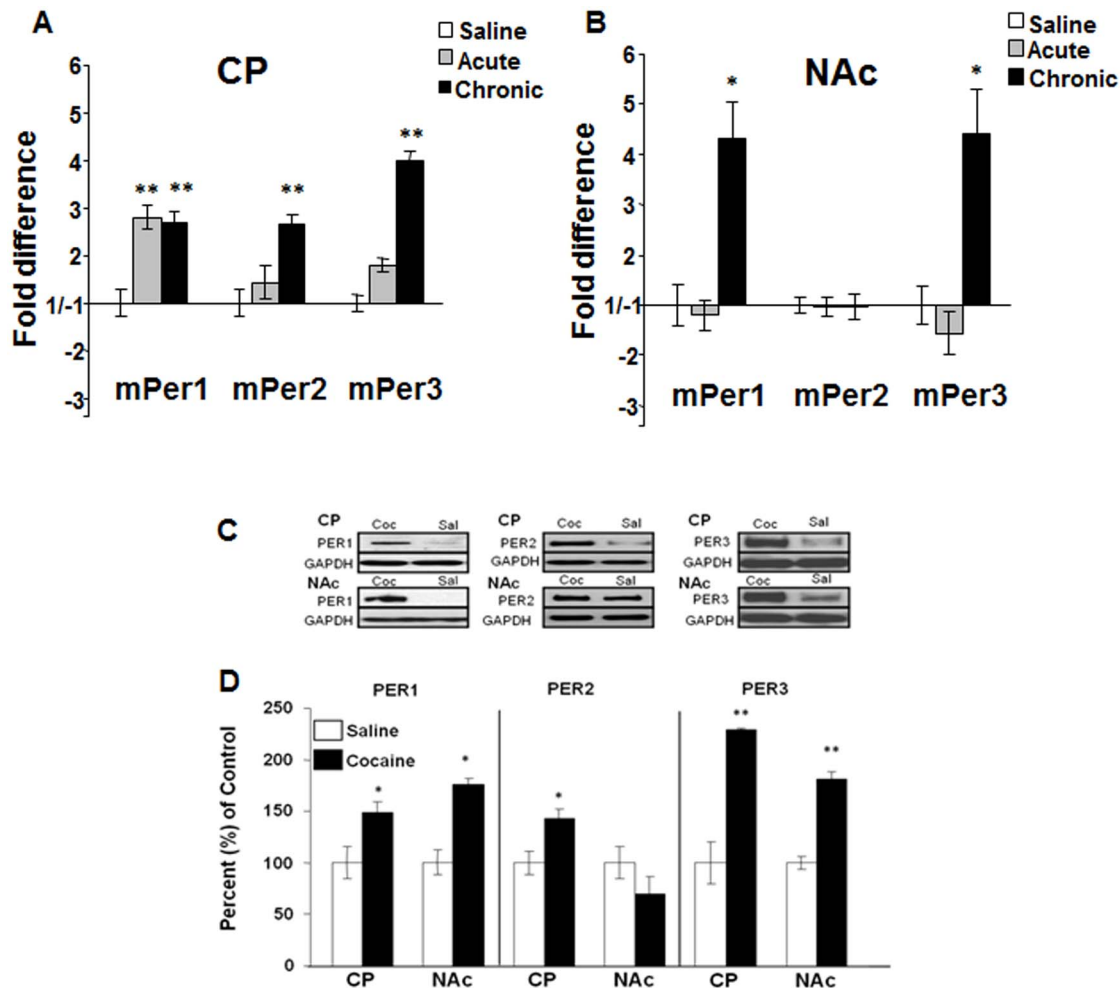 A
CP
Saline
Acute
Chronic
Fold difference
6
5
4
3
2
1/-1
-2
-3
** **
**
**
mPer1 mPer2 mPer3
B
NAc
Saline
Acute
Chronic
Fold difference
6
5
4
3
2
1/-1
-2
-3
*
*
mPer1 mPer2 mPer3
C
CP
Coc Sal
PER1
GAPDH
NAc
Coc Sal
PER1
GAPDH
CP
Coc Sal
PER2
GAPDH
NAc
Coc Sal
PER2
GAPDH
CP
Coc Sal
PER3
GAPDH
NAc
Coc Sal
PER3
GAPDH
D
PER1 PER2 PER3
Saline
Cocaine
Percent (%) of Control
250
200
150
100
50
0
* * * ** **
CP NAc CP NAc CP NAc